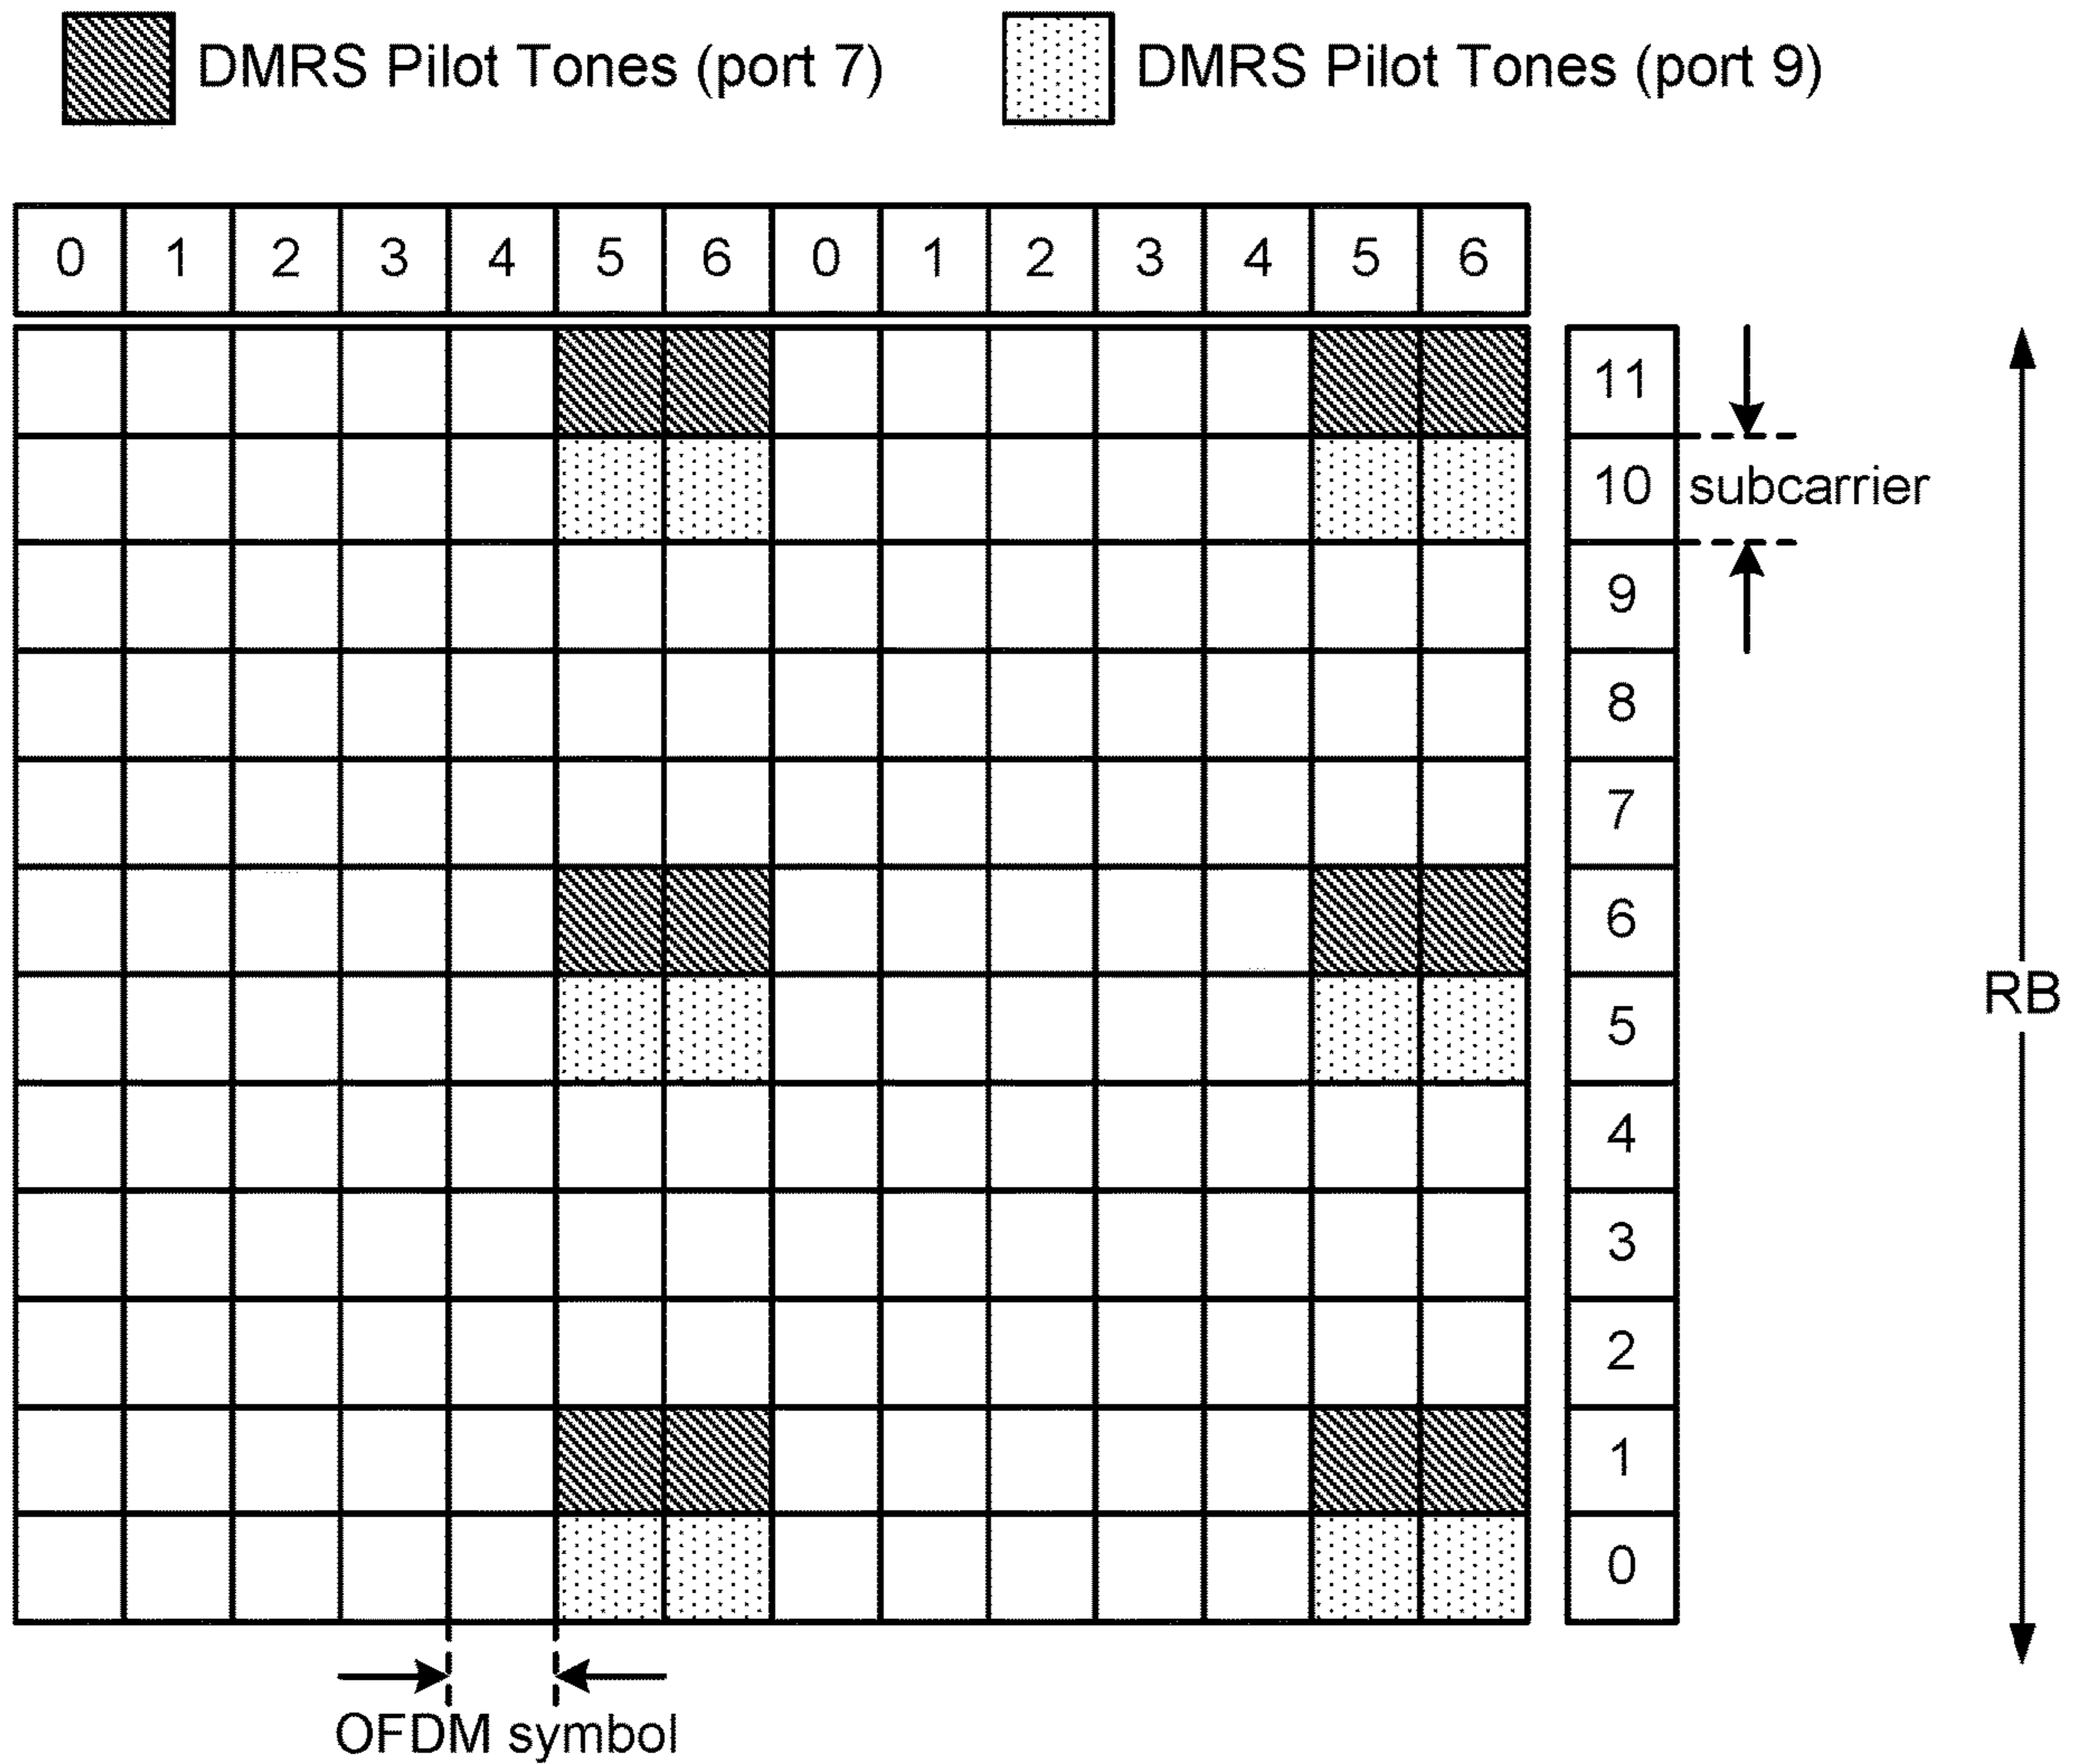 DMRS Pilot Tones (port 7) DMRS Pilot Tones (port 9)
0 1 2 3 4 5 6 0 1 2 3 4 5 6
11
10 subcarrier
9
8
7
6
RB
5
4
3
2
1
0
OFDM symbol